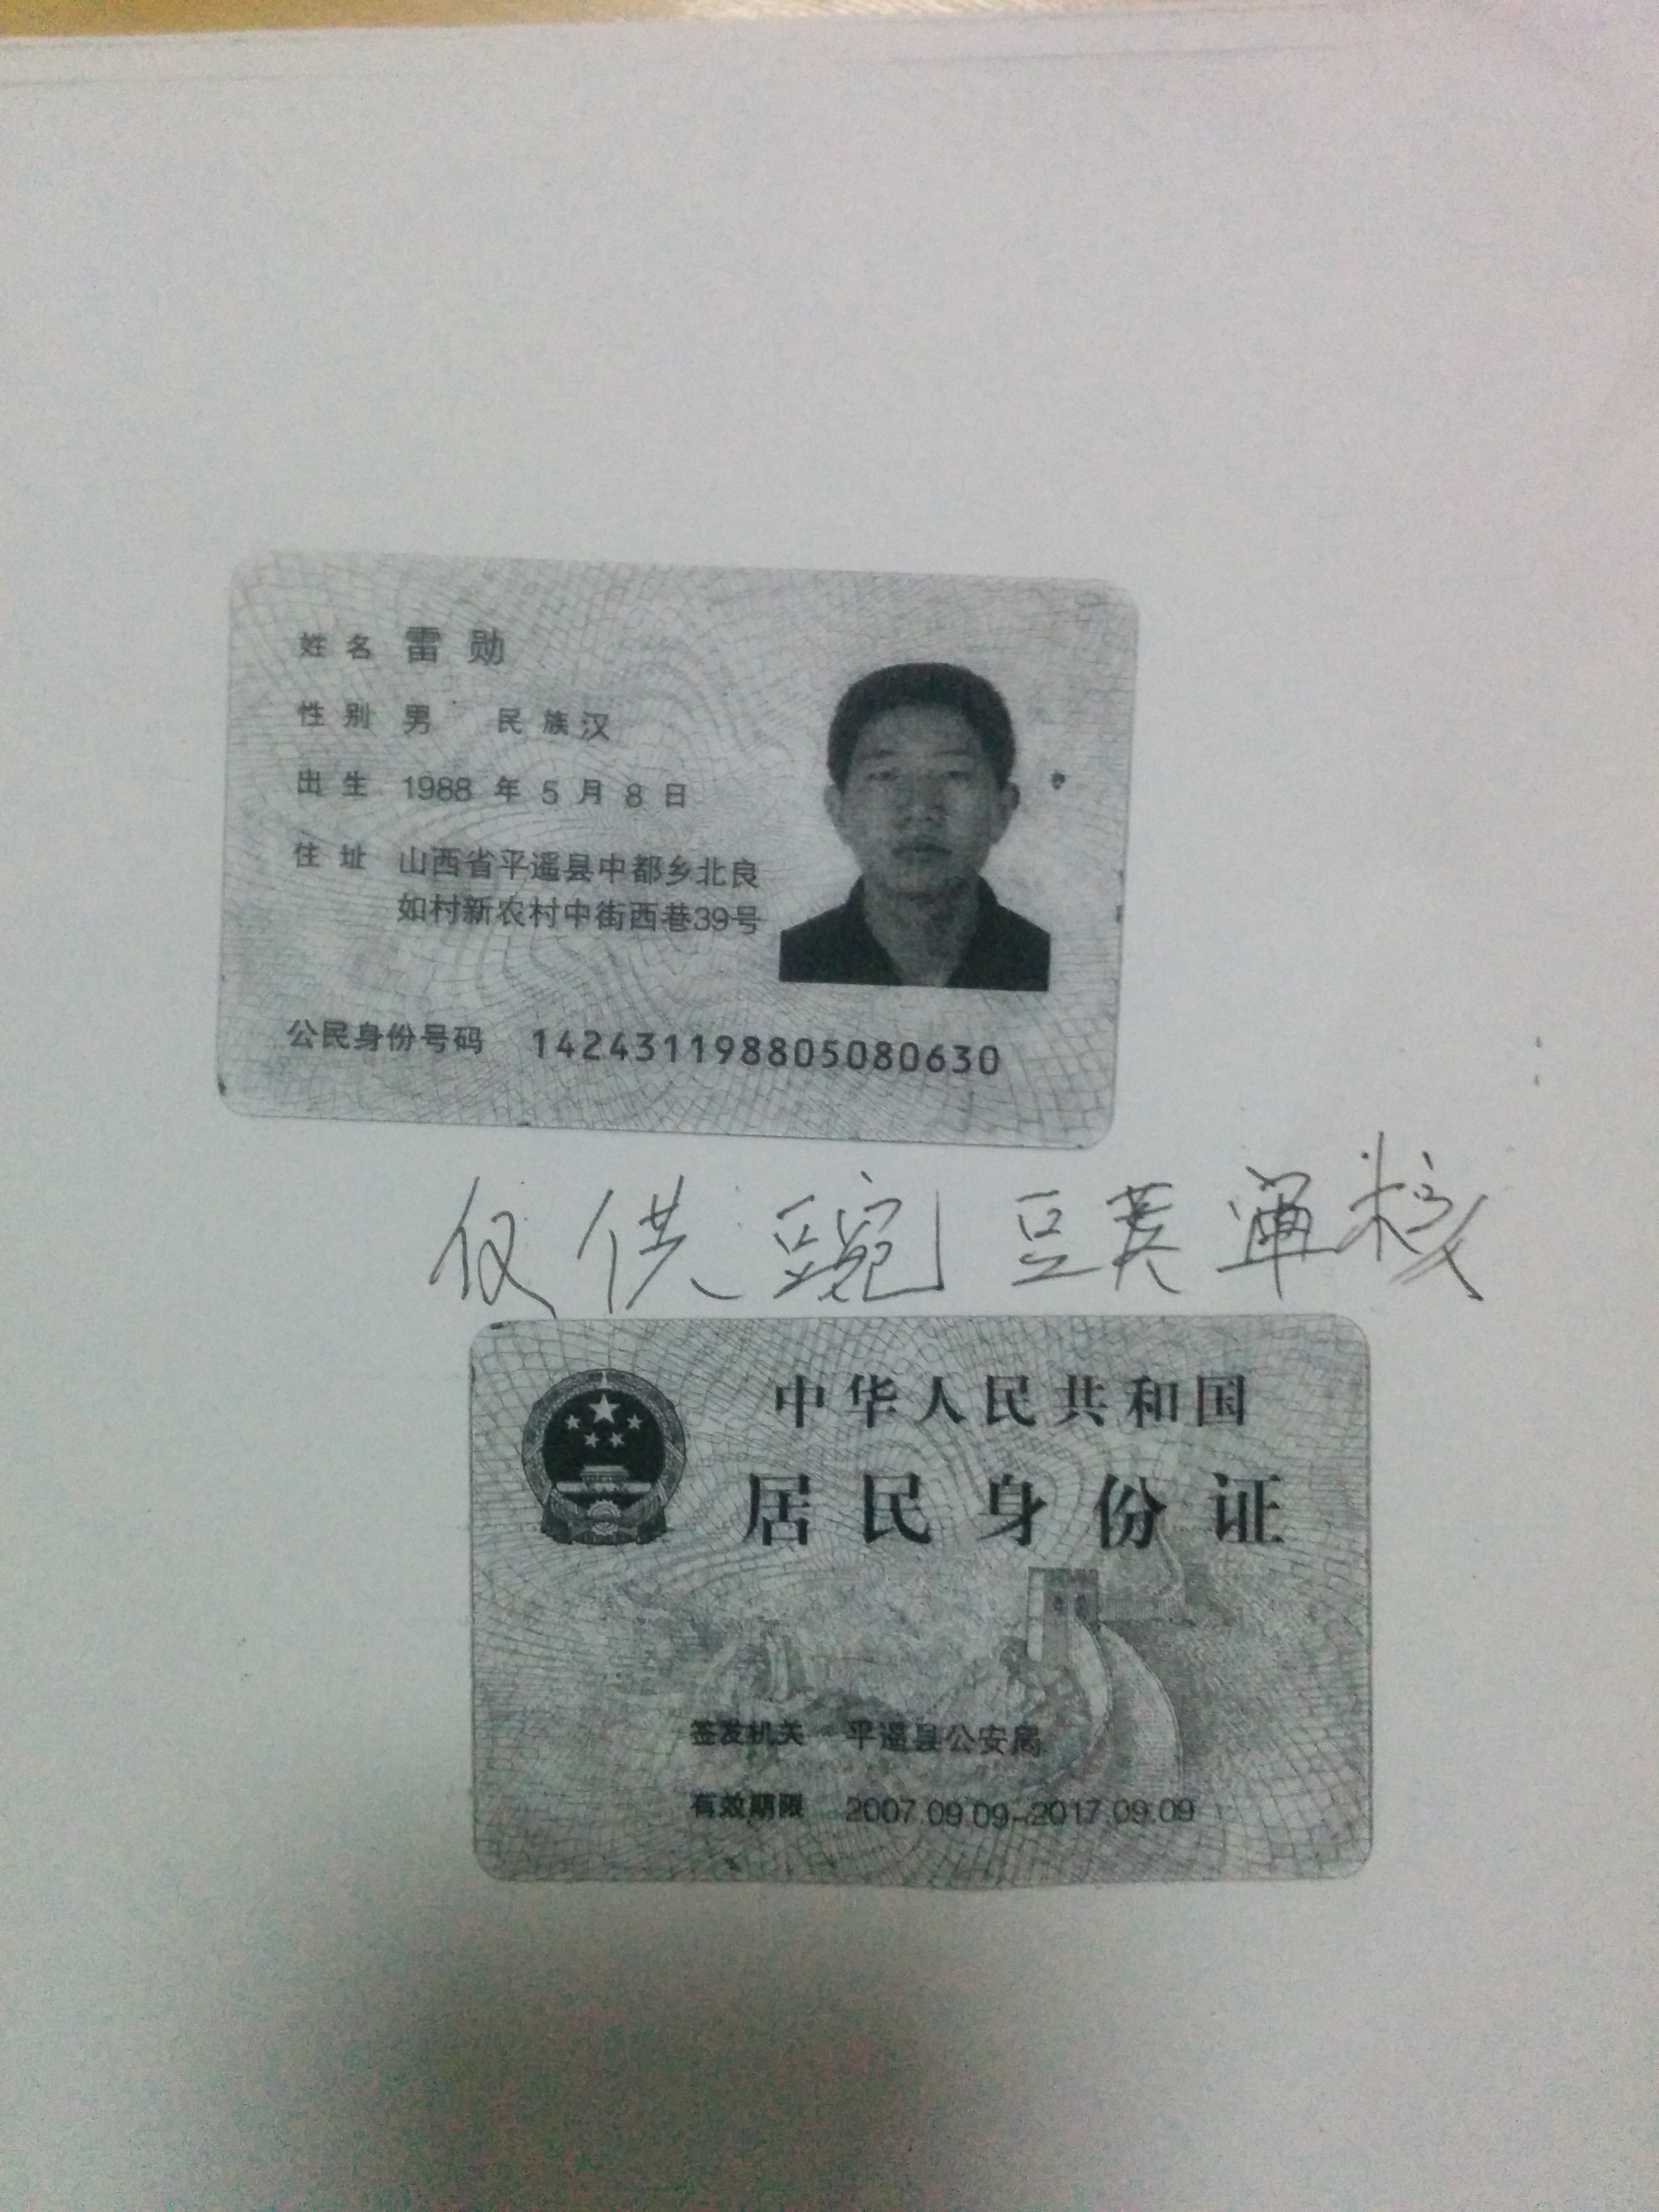 姓名 雷勋
性别 男 民族 汉
出生 1988 年 5 月 8 日
住址 山西省平遥县中都乡北良
如村新农村中街西巷39号
公民身份号码 142431198805080630
仅供豌豆荚审核
中华人民共和国
居民身份证
签发机关 平遥县公安局
有效期限 2007.09.09-2017.09.09